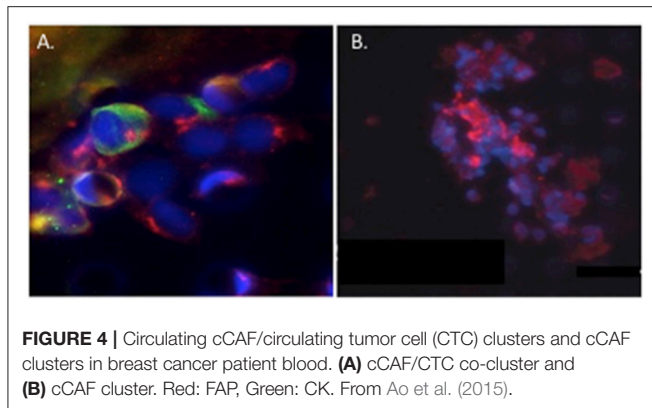 A.
B.
FIGURE 4 | Circulating cCAF/circulating tumor cell (CTC) clusters and cCAF
clusters in breast cancer patient blood. (A) cCAF/CTC co-cluster and
(B) cCAF cluster. Red: FAP, Green: CK. From Ao et al. (2015).